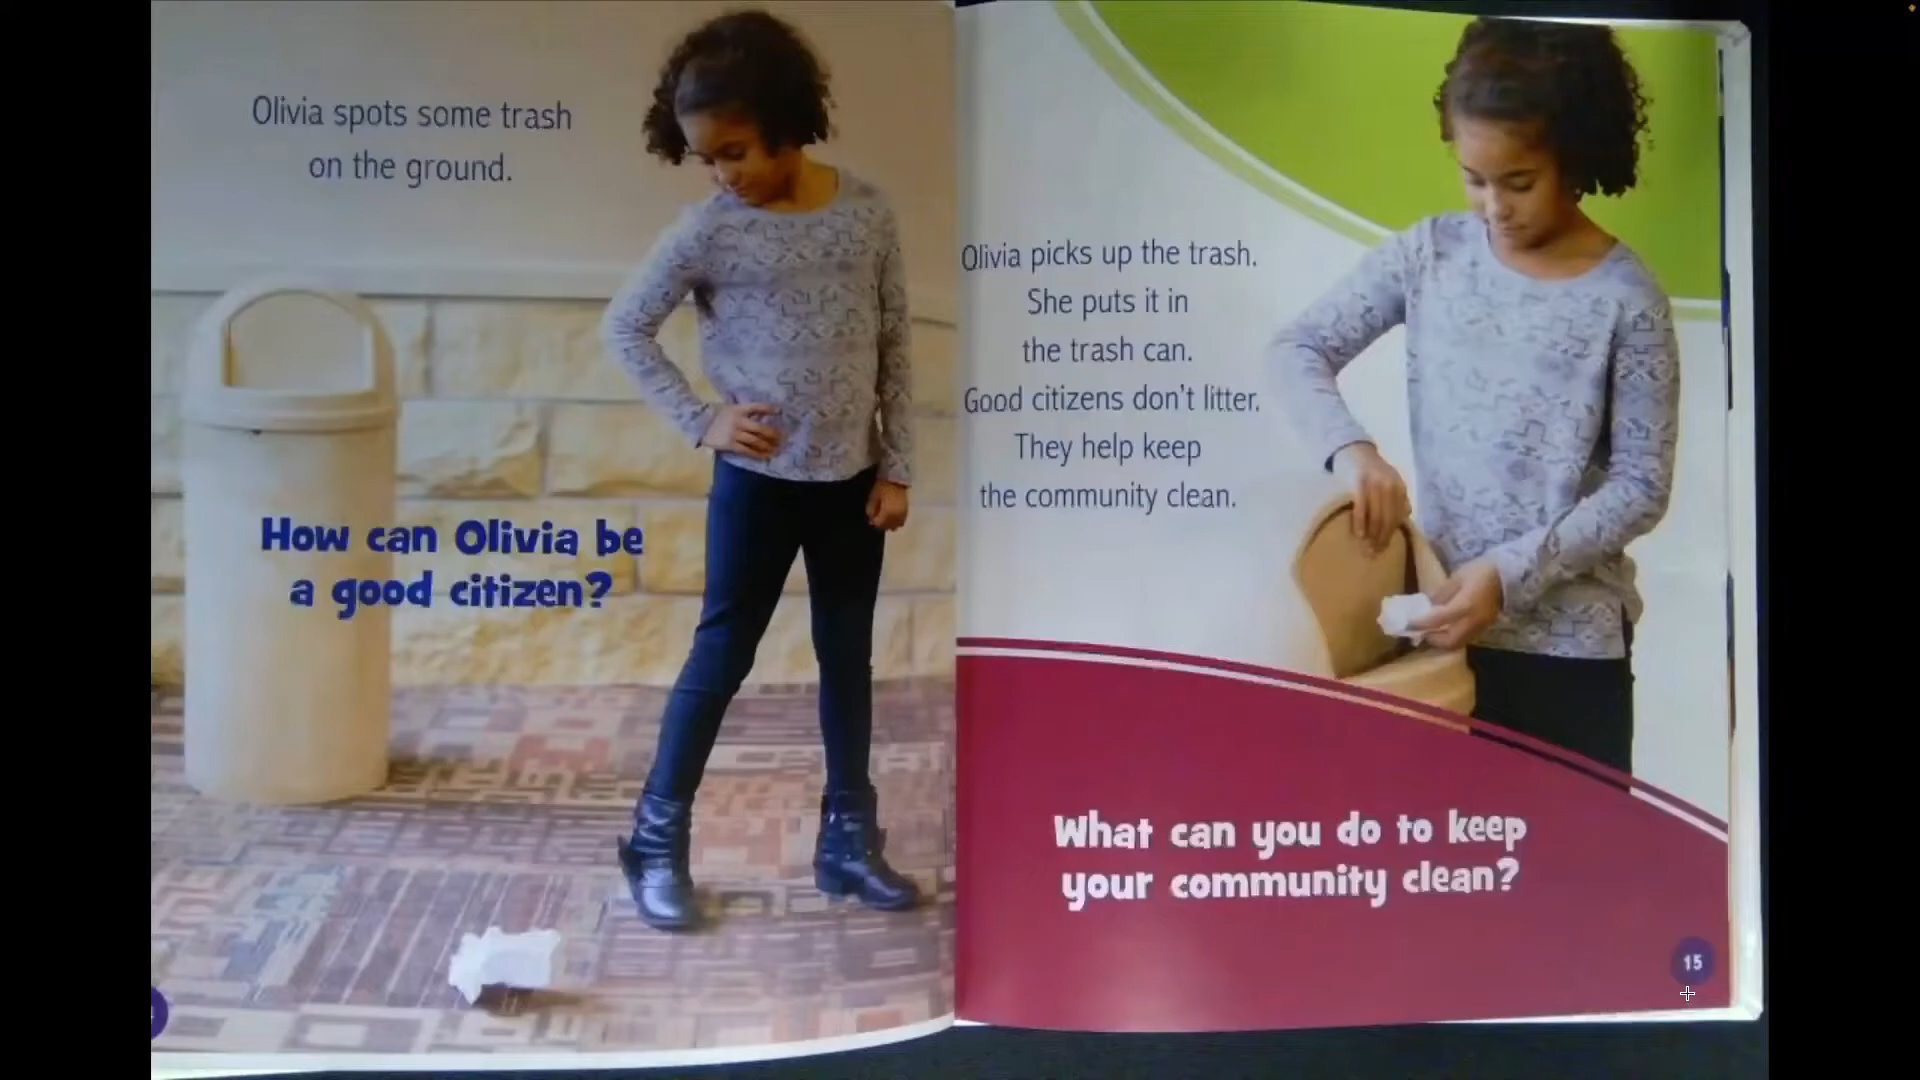 Olivia spots some trash
on the ground.
How can Olivia be
a good citizen?
Olivia picks up the trash.
She puts it in
the trash can.
Good citizens don't litter.
They help keep
the community clean.
What can you do to keep
your community clean?
15